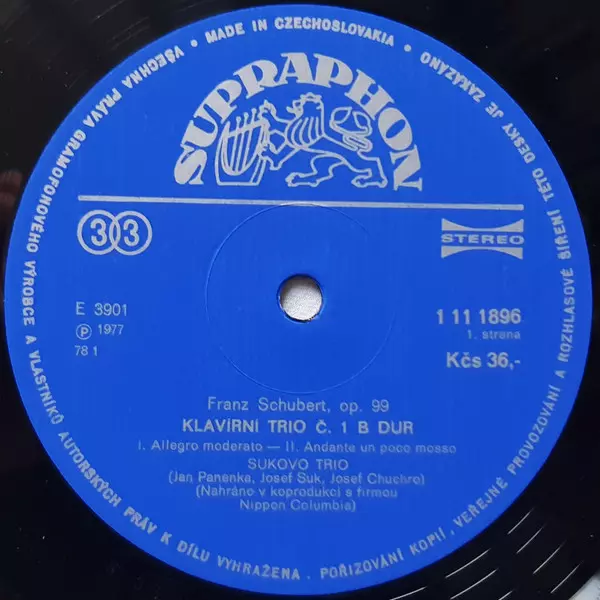 MADE IN CZECHOSLOVAKIA •
VŠECHNA PRÁVA GRAMOFONOVÉHO VÝROBCE A VLASTNÍKŮ AUTORSKÝCH PRÁV K DÍLU VYHRAŽENA . POŘIZOVÁNÍ KOPIÍ , VEŘEJNÉ PROVOZOVÁNÍ A ROZHLASOVÉ ŠÍŘENÍ TÉTO DESKY JE ZAKÁZÁNO •
SUPRAPHON
33
STEREO
E 3901
℗ 1977
78 1
1 11 1896
1. strana
Kčs 36,-
Franz Schubert, op. 99
KLAVÍRNÍ TRIO Č. 1 B DUR
I. Allegro moderato — II. Andante un poco mosso
SUKOVO TRIO
(Jan Panenka, Josef Suk, Josef Chuchro)
(Nahráno v koprodukci s firmou
Nippon Columbia)